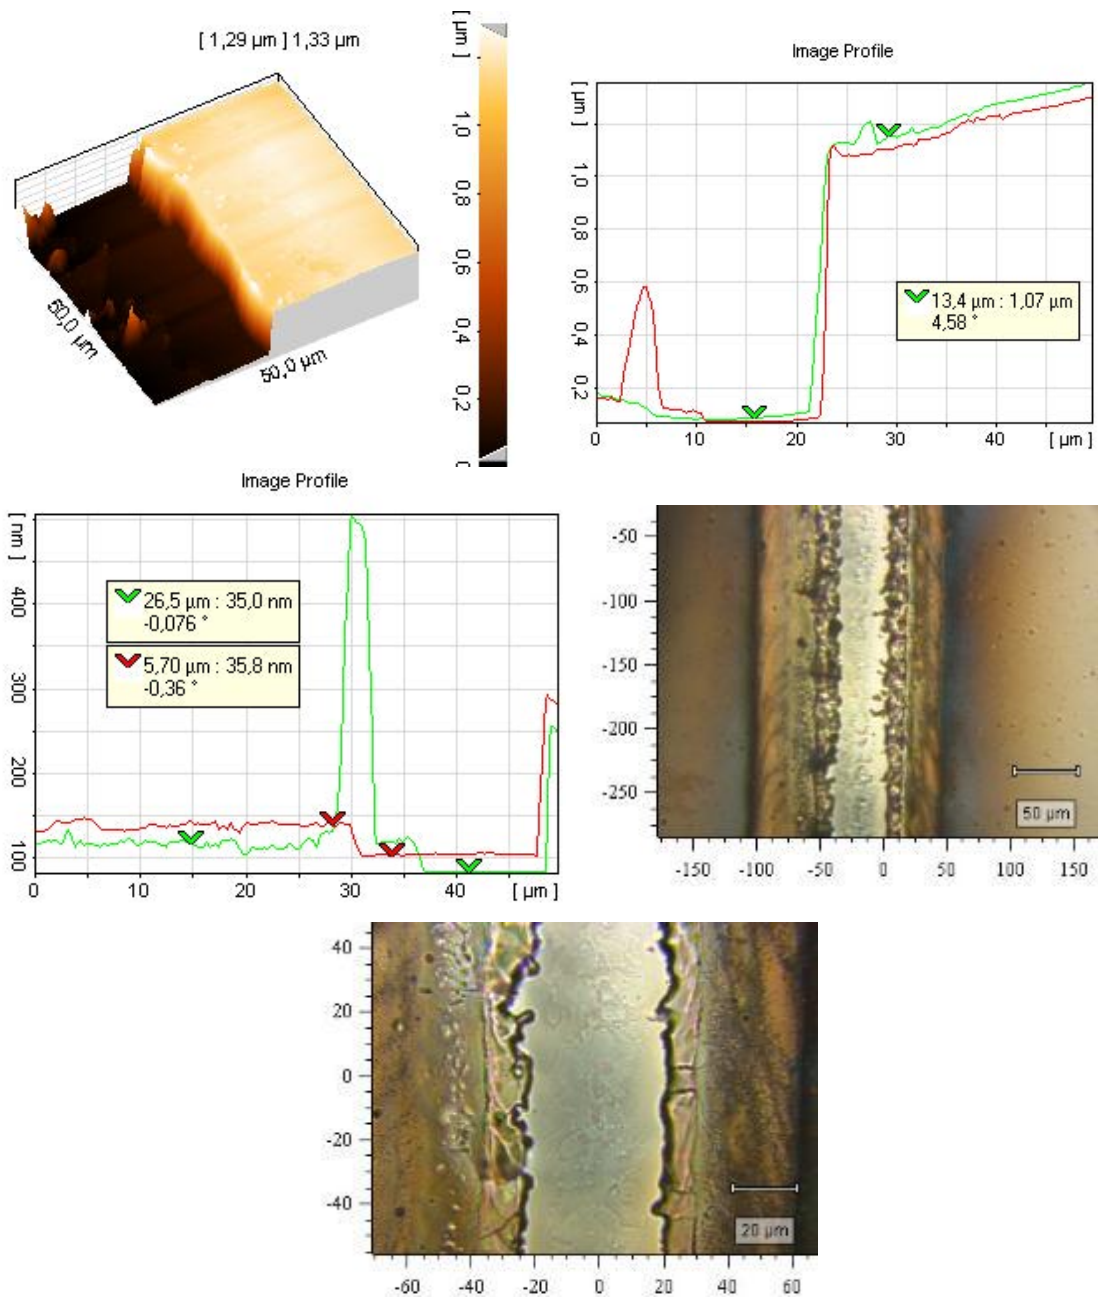 [ 1,29 µm ] 1,33 µm
[ µm ]
1,0
0,8
0,6
0,4
0,2
0
50,0 µm
50,0 µm
Image Profile
[ µm ]
1,0
0,8
0,6
0,4
0,2
0 10 20 30 40 [ µm ]
13,4 µm : 1,07 µm
4,58 °
Image Profile
[ nm ]
400
300
200
100
0 10 20 30 40 [ µm ]
26,5 µm : 35,0 nm
-0,076 °
5,70 µm : 35,8 nm
-0,36 °
-50
-100
-150
-200
-250
-150 -100 -50 0 50 100 150
50 µm
40
20
0
-20
-40
-60 -40 -20 0 20 40 60
20 µm